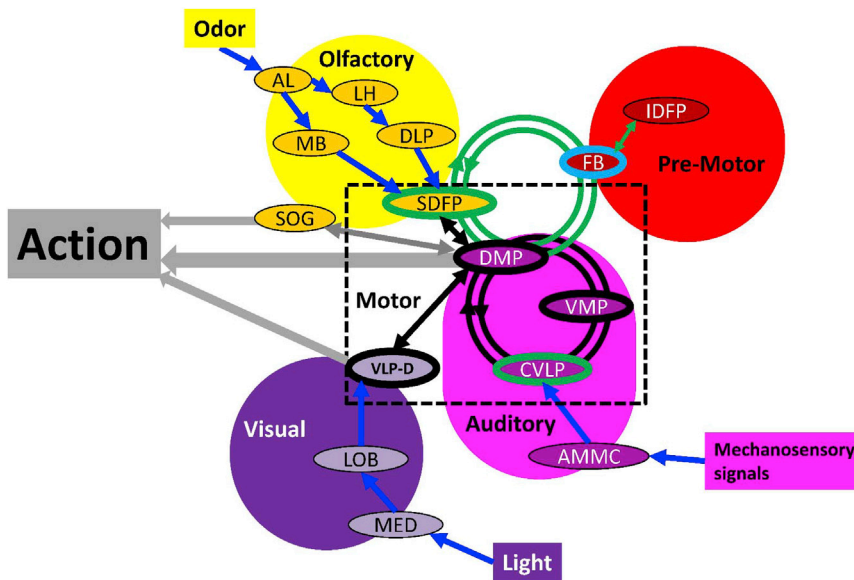 Odor
Olfactory
AL
LH
MB
DLP
IDFP
FB
Pre-Motor
SDFP
SOG
Action
DMP
Motor
VMP
VLP-D
CVLP
Visual
Auditory
LOB
AMMC
Mechanosensory
signals
MED
Light